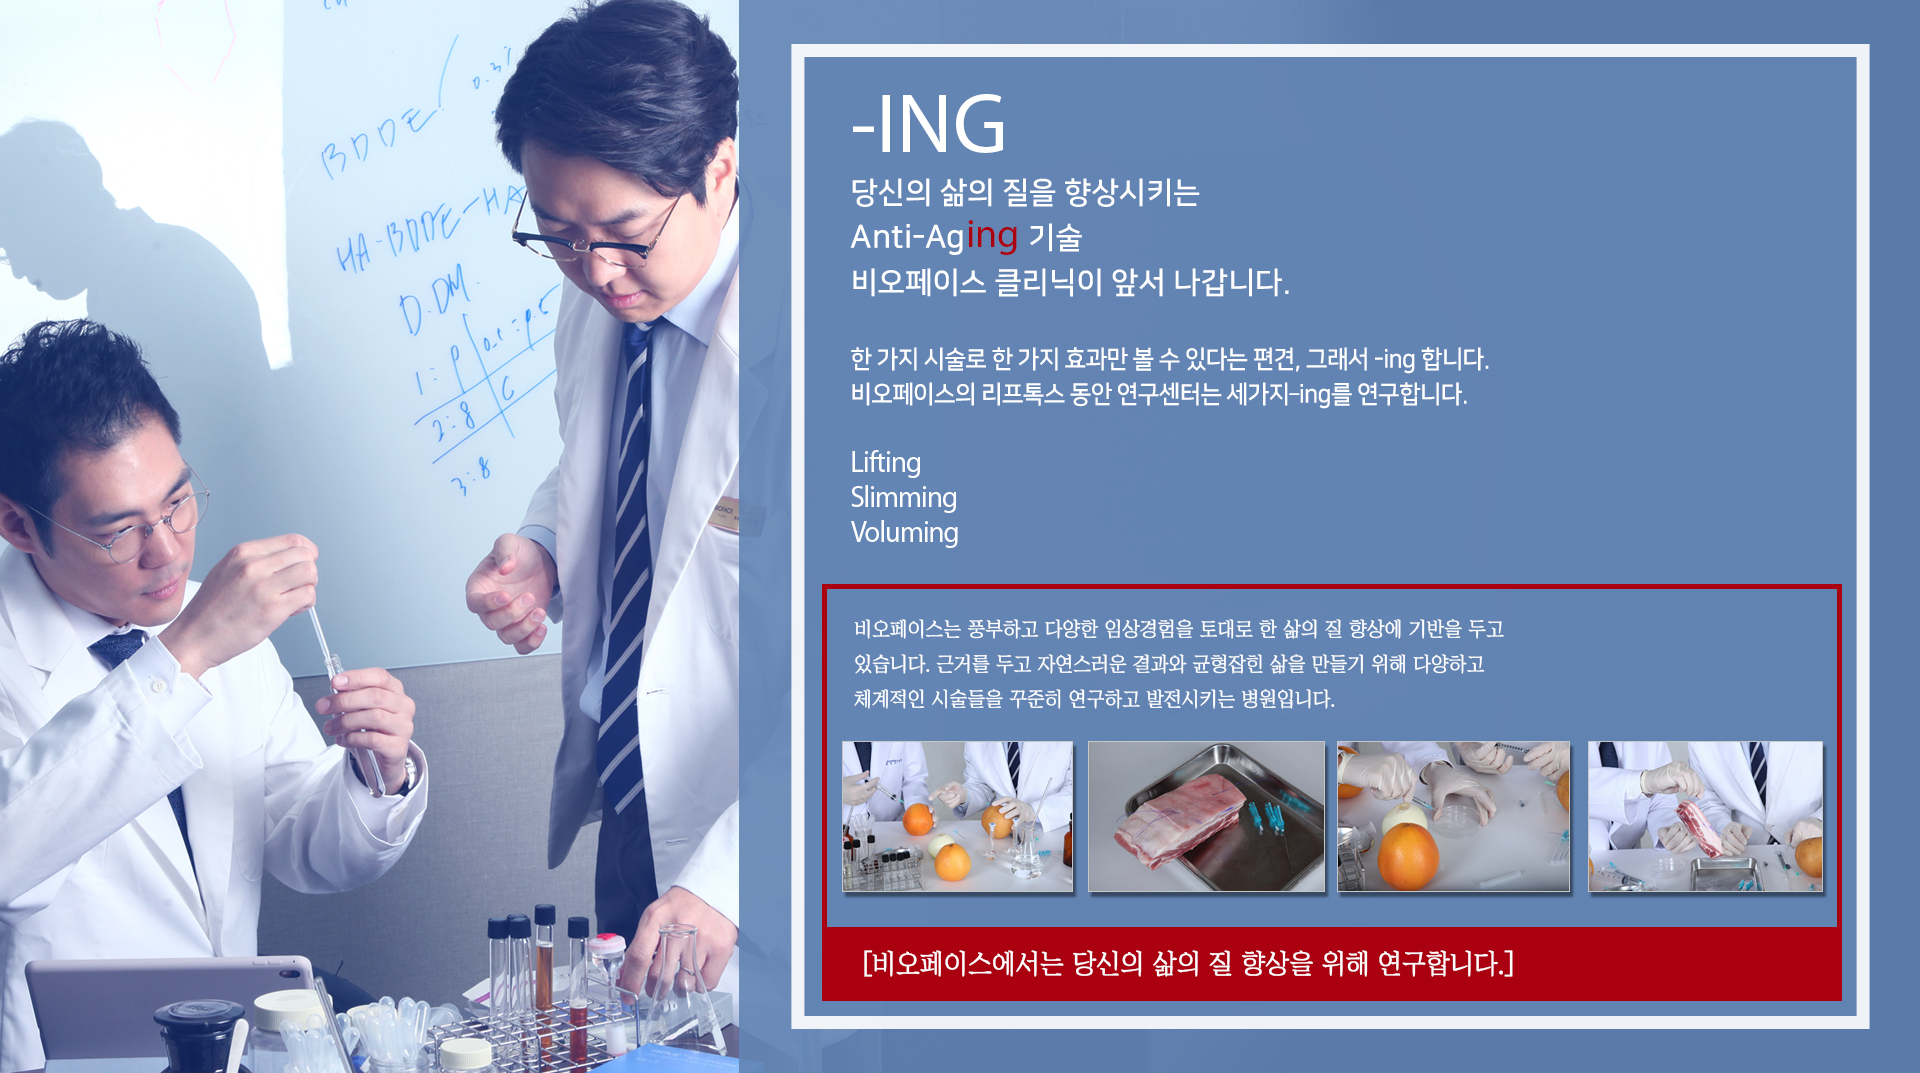 BDDE
0.3%
HA-BDDE-HA
D.DM.
1 : 8
2 : 8
C
3 : 8
-ING
당신의 삶의 질을 향상시키는
Anti-Aging 기술
비오페이스 클리닉이 앞서 나갑니다.
한 가지 시술로 한 가지 효과만 볼 수 있다는 편견, 그래서 -ing 합니다.
비오페이스의 리프톡스 동안 연구센터는 세가지-ing를 연구합니다.
Lifting
Slimming
Voluming
비오페이스는 풍부하고 다양한 임상경험을 토대로 한 삶의 질 향상에 기반을 두고
있습니다. 근거를 두고 자연스러운 결과와 균형잡힌 삶을 만들기 위해 다양하고
체계적인 시술들을 꾸준히 연구하고 발전시키는 병원입니다.
[비오페이스에서는 당신의 삶의 질 향상을 위해 연구합니다.]